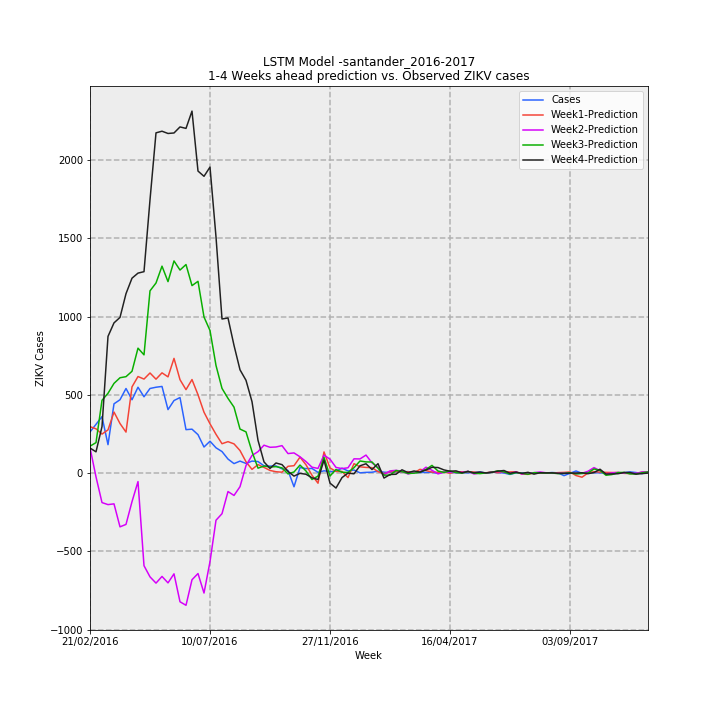 LSTM Model -santander_2016-2017
1-4 Weeks ahead prediction vs. Observed ZIKV cases
Cases
Week1-Prediction
Week2-Prediction
Week3-Prediction
Week4-Prediction
2000
1500
1000
500
0
−500
−1000
ZIKV Cases
21/02/2016 10/07/2016 27/11/2016 16/04/2017 03/09/2017
Week